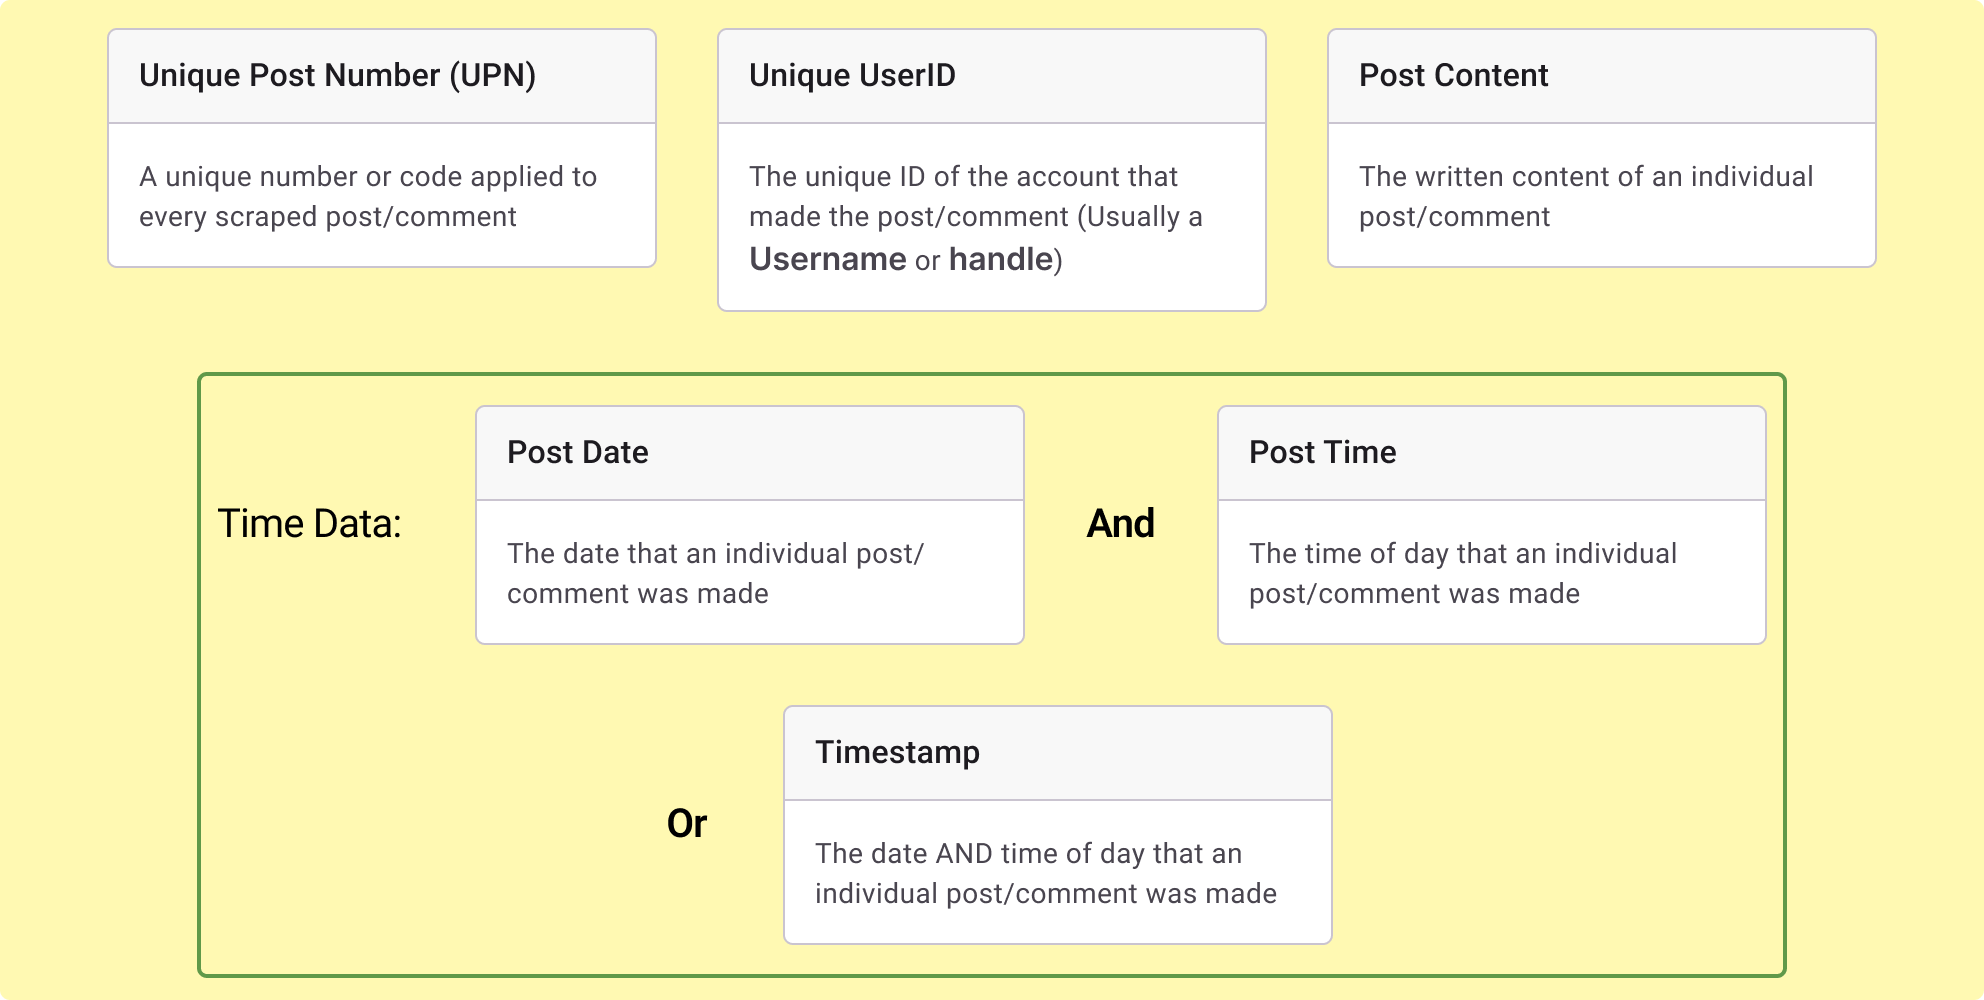 Unique Post Number (UPN)
A unique number or code applied to
every scraped post/comment
Unique UserID
The unique ID of the account that
made the post/comment (Usually a
Username or handle)
Post Content
The written content of an individual
post/comment
Time Data:
Post Date
The date that an individual post/
comment was made
And
Post Time
The time of day that an individual
post/comment was made
Or
Timestamp
The date AND time of day that an
individual post/comment was made